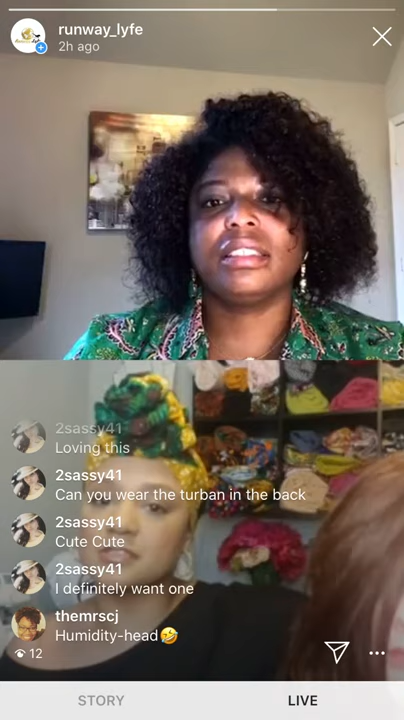 runway_lyfe
2h ago
2sassy41
Loving this
2sassy41
Can you wear the turban in the back
2sassy41
Cute Cute
2sassy41
I definitely want one
themrscj
Humidity-head🤣
12
STORY
LIVE